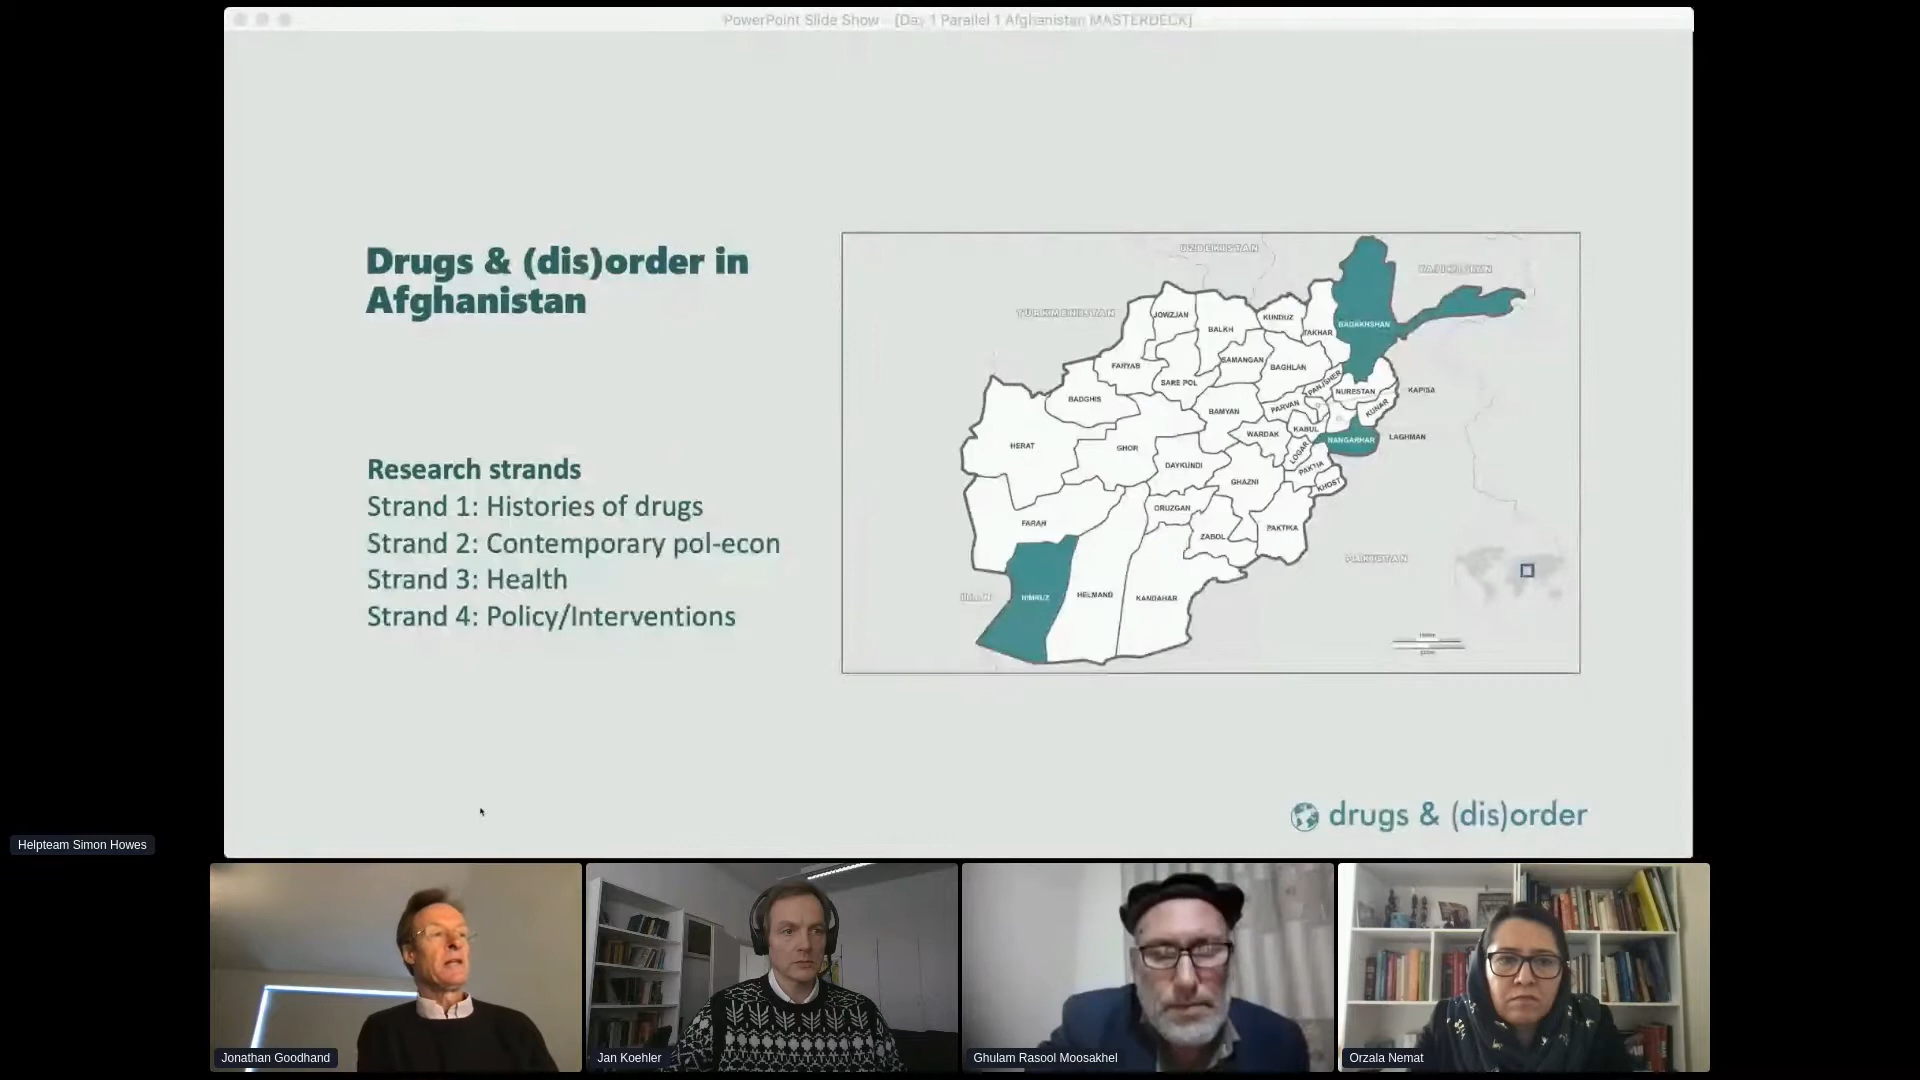 PowerPoint Slide Show - [Day 1 Parallel 1 Afghanistan MASTERDECK]
Drugs & (dis)order in
Afghanistan
Research strands
Strand 1: Histories of drugs
Strand 2: Contemporary pol-econ
Strand 3: Health
Strand 4: Policy/Interventions
UZBEKISTAN
TAJIKISTAN
TURKMENISTAN
JOWZJAN
BALKH
KUNDUZ
TAKHAR
BADAKHSHAN
FARYAB
SARE POL
SAMANGAN
BAGHLAN
PANJSHER
NURESTAN
KAPISA
BADGHIS
BAMYAN
PARVAN
KUNAR
HERAT
GHOR
WARDAK
KABUL
NANGARHAR
LAGHMAN
LOGAR
DAYKUNDI
PAKTIA
GHAZNI
KHOST
FARAH
ORUZGAN
ZABOL
PAKTIKA
PAKISTAN
NIMRUZ
HELMAND
KANDAHAR
drugs & (dis)order
Helpteam Simon Howes
Jonathan Goodhand
Jan Koehler
Ghulam Rasool Moosakhel
Orzala Nemat